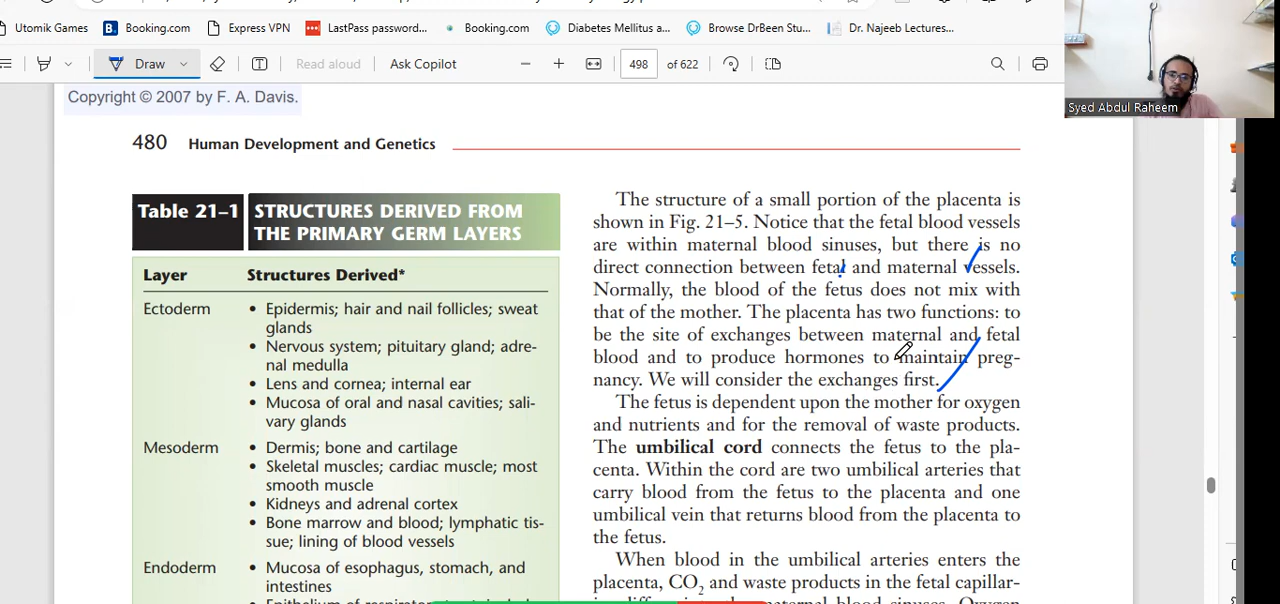 Utomik Games
Booking.com
Express VPN
LastPass password...
Booking.com
Diabetes Mellitus a...
Browse DrBeen Stu...
Dr. Najeeb Lectures...
Draw
Read aloud
Ask Copilot
498 of 622
Syed Abdul Raheem
Copyright © 2007 by F. A. Davis.
480 Human Development and Genetics
Table 21–1 STRUCTURES DERIVED FROM
THE PRIMARY GERM LAYERS
Layer Structures Derived*
Ectoderm • Epidermis; hair and nail follicles; sweat
glands
• Nervous system; pituitary gland; adre-
nal medulla
• Lens and cornea; internal ear
• Mucosa of oral and nasal cavities; sali-
vary glands
Mesoderm • Dermis; bone and cartilage
• Skeletal muscles; cardiac muscle; most
smooth muscle
• Kidneys and adrenal cortex
• Bone marrow and blood; lymphatic tis-
sue; lining of blood vessels
Endoderm • Mucosa of esophagus, stomach, and
intestines
The structure of a small portion of the placenta is
shown in Fig. 21–5. Notice that the fetal blood vessels
are within maternal blood sinuses, but there is no
direct connection between fetal and maternal vessels.
Normally, the blood of the fetus does not mix with
that of the mother. The placenta has two functions: to
be the site of exchanges between maternal and fetal
blood and to produce hormones to maintain preg-
nancy. We will consider the exchanges first.
The fetus is dependent upon the mother for oxygen
and nutrients and for the removal of waste products.
The umbilical cord connects the fetus to the pla-
centa. Within the cord are two umbilical arteries that
carry blood from the fetus to the placenta and one
umbilical vein that returns blood from the placenta to
the fetus.
When blood in the umbilical arteries enters the
placenta, CO2 and waste products in the fetal capillar-